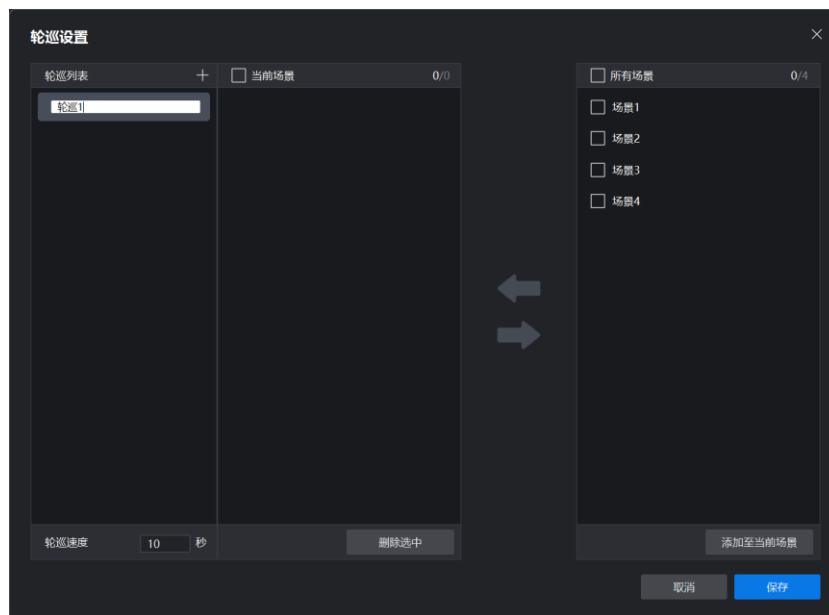 轮巡设置
轮巡列表 当前场景 0/0 所有场景 0/4
轮巡1 场景1
场景2
场景3
场景4
轮巡速度 10 秒 删除选中 添加至当前场景
取消 保存